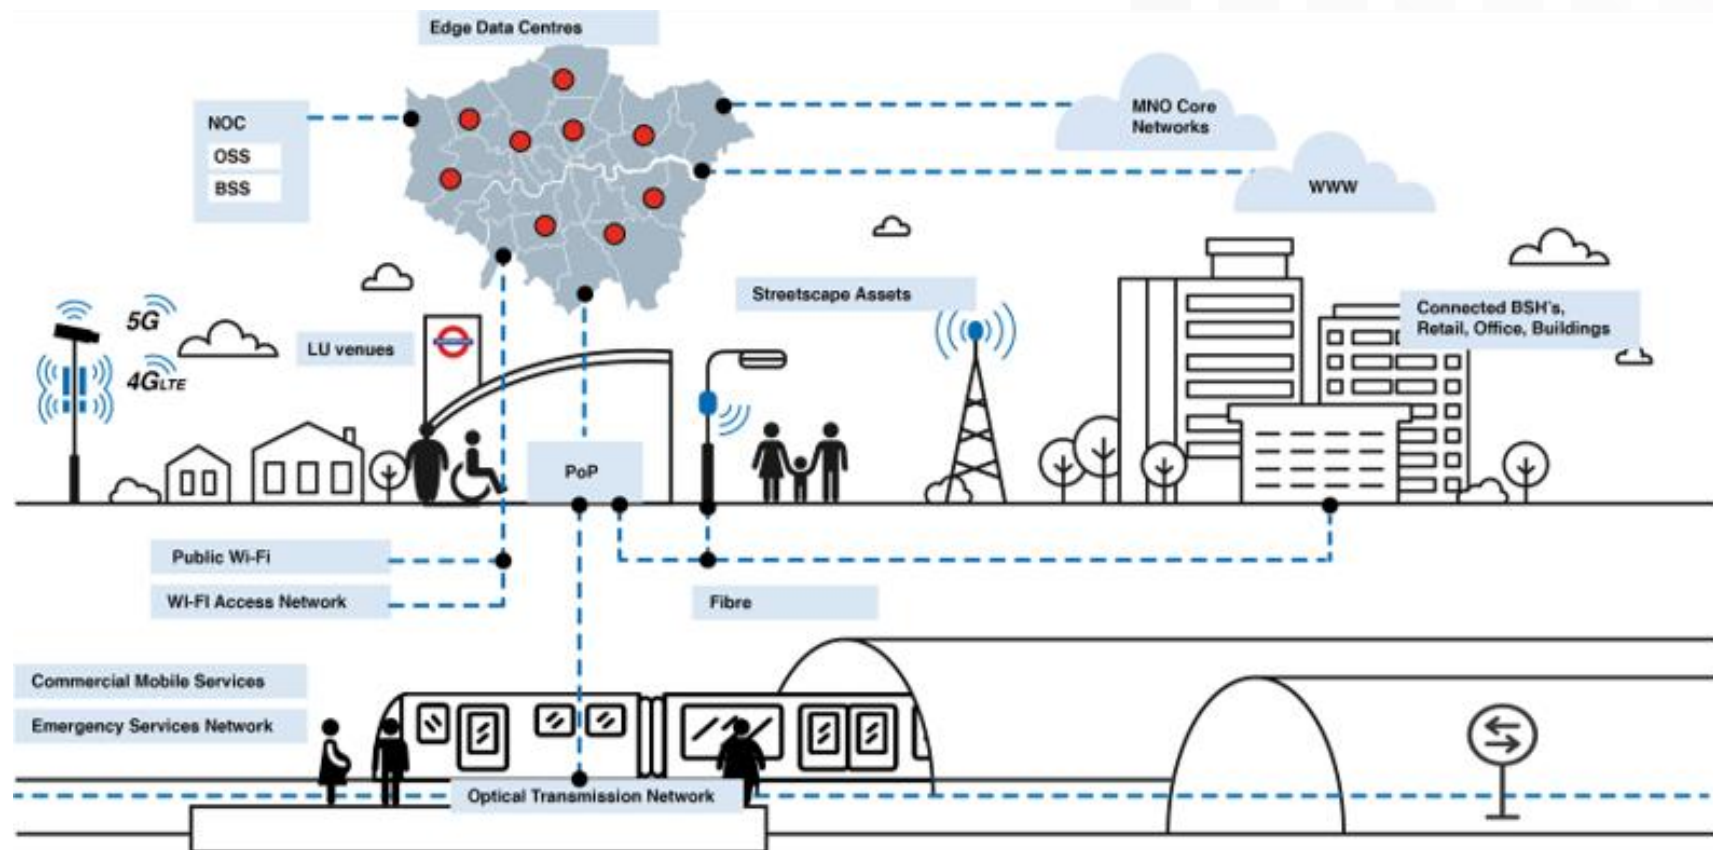 Edge Data Centres
NOC
OSS
BSS
MNO Core
Networks
WWW
Streetscape Assets
Connected BSH's,
Retail, Office, Buildings
5G
4GLTE
LU venues
PoP
Public Wi-Fi
WI-FI Access Network
Fibre
Commercial Mobile Services
Emergency Services Network
Optical Transmission Network